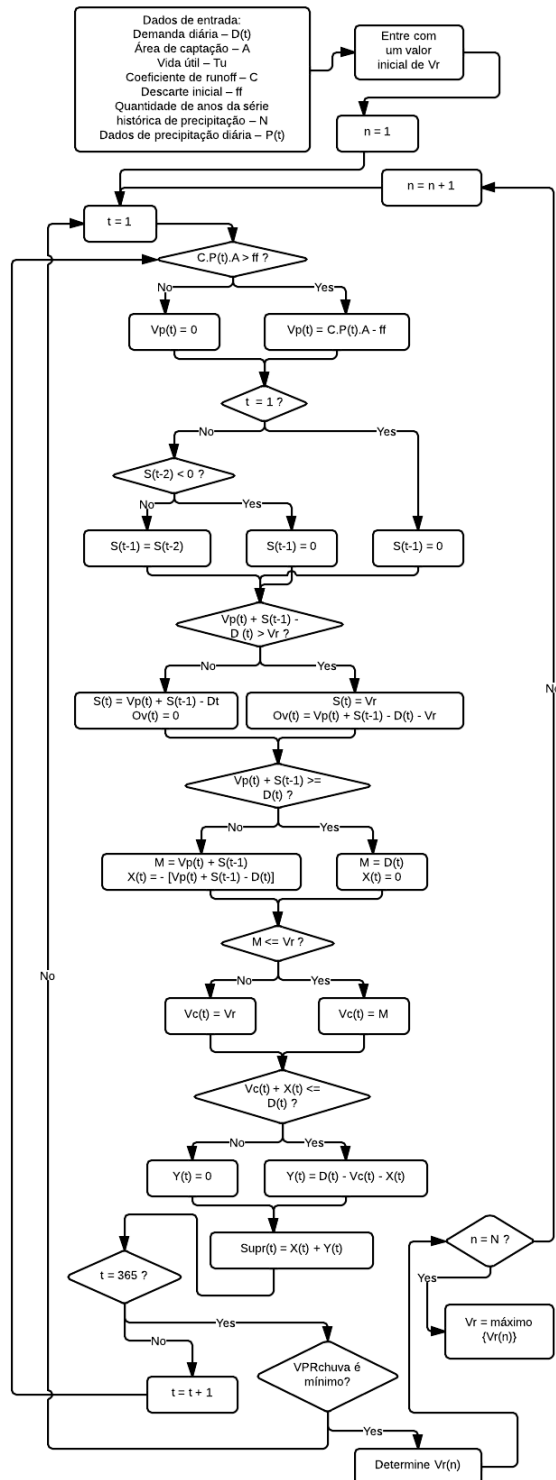 Dados de entrada:
Demanda diária – D(t)
Área de captação – A
Vida útil – Tu
Coeficiente de runoff – C
Descarte inicial – ff
Quantidade de anos da série
histórica de precipitação – N
Dados de precipitação diária – P(t)
Entre com
um valor
inicial de Vr
n = 1
n = n + 1
t = 1
C.P(t).A > ff ?
No
Yes
Vp(t) = 0
Vp(t) = C.P(t).A - ff
t = 1 ?
No
Yes
S(t-2) < 0 ?
No
Yes
S(t-1) = S(t-2)
S(t-1) = 0
S(t-1) = 0
Vp(t) + S(t-1) -
D (t) > Vr ?
No
Yes
S(t) = Vp(t) + S(t-1) - Dt
Ov(t) = 0
S(t) = Vr
Ov(t) = Vp(t) + S(t-1) - D(t) - Vr
No
Vp(t) + S(t-1) >=
D(t) ?
No
Yes
M = Vp(t) + S(t-1)
X(t) = - [Vp(t) + S(t-1) - D(t)]
M = D(t)
X(t) = 0
M <= Vr ?
No
No
Yes
Vc(t) = Vr
Vc(t) = M
Vc(t) + X(t) <=
D(t) ?
No
Yes
Y(t) = 0
Y(t) = D(t) - Vc(t) - X(t)
Supr(t) = X(t) + Y(t)
n = N ?
t = 365 ?
Yes
Vr = máximo
{Vr(n)}
Yes
No
VPRchuva é
mínimo?
t = t + 1
Yes
Determine Vr(n)